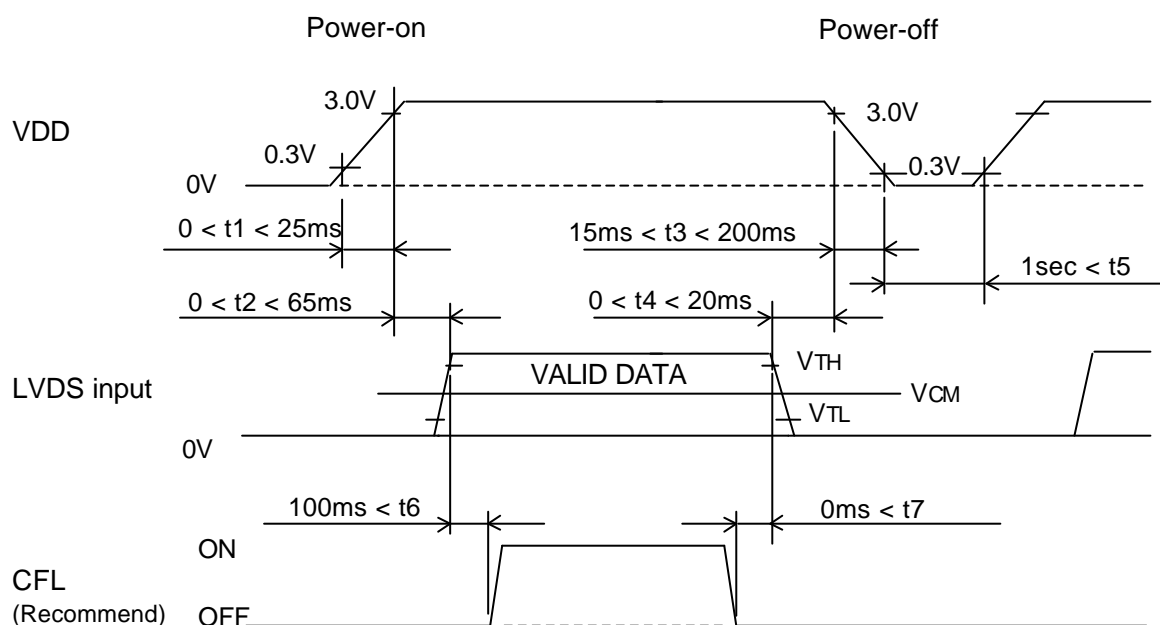 Power-on
Power-off
3.0V
3.0V
VDD
0.3V
0.3V
0V
0 < t1 < 25ms
15ms < t3 < 200ms
1sec < t5
0 < t2 < 65ms
0 < t4 < 20ms
VALID DATA
VTH
LVDS input
VCM
VTL
0V
100ms < t6
0ms < t7
ON
CFL
(Recommend)
OFF